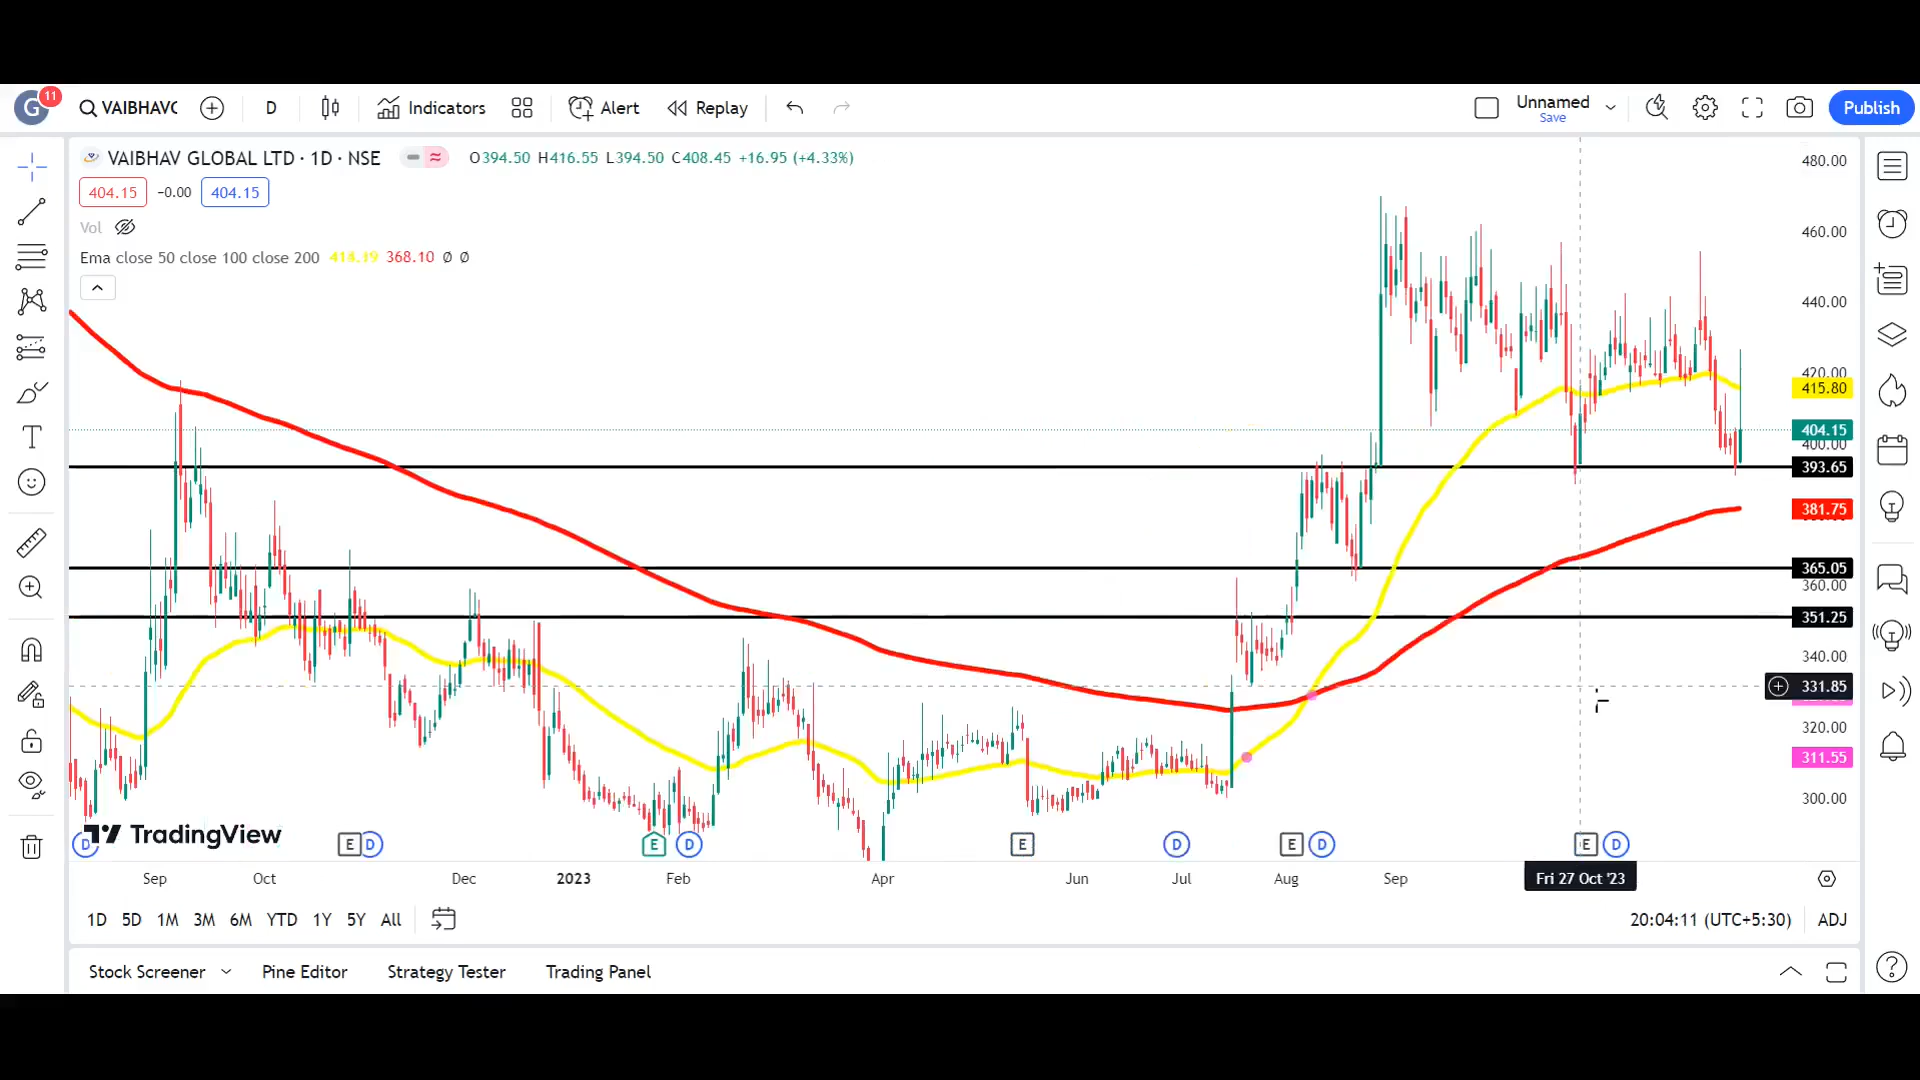 G 11 VAIBHAVG D Indicators Alert Replay Unnamed Save Publish
VAIBHAV GLOBAL LTD · 1D · NSE O394.50 H416.55 L394.50 C408.45 +16.95 (+4.33%)
404.15 −0.00 404.15
Vol
Ema close 50 close 100 close 200 368.10 Ø Ø
480.00
460.00
440.00
420.00
415.80
404.15
400.00
393.65
381.75
365.05
360.00
351.25
340.00
331.85
320.00
311.55
300.00
TradingView
D E D E D E D E D E D
Sep Oct Dec 2023 Feb Apr Jun Jul Aug Sep Fri 27 Oct '23
1D 5D 1M 3M 6M YTD 1Y 5Y All 20:04:11 (UTC+5:30) ADJ
Stock Screener Pine Editor Strategy Tester Trading Panel